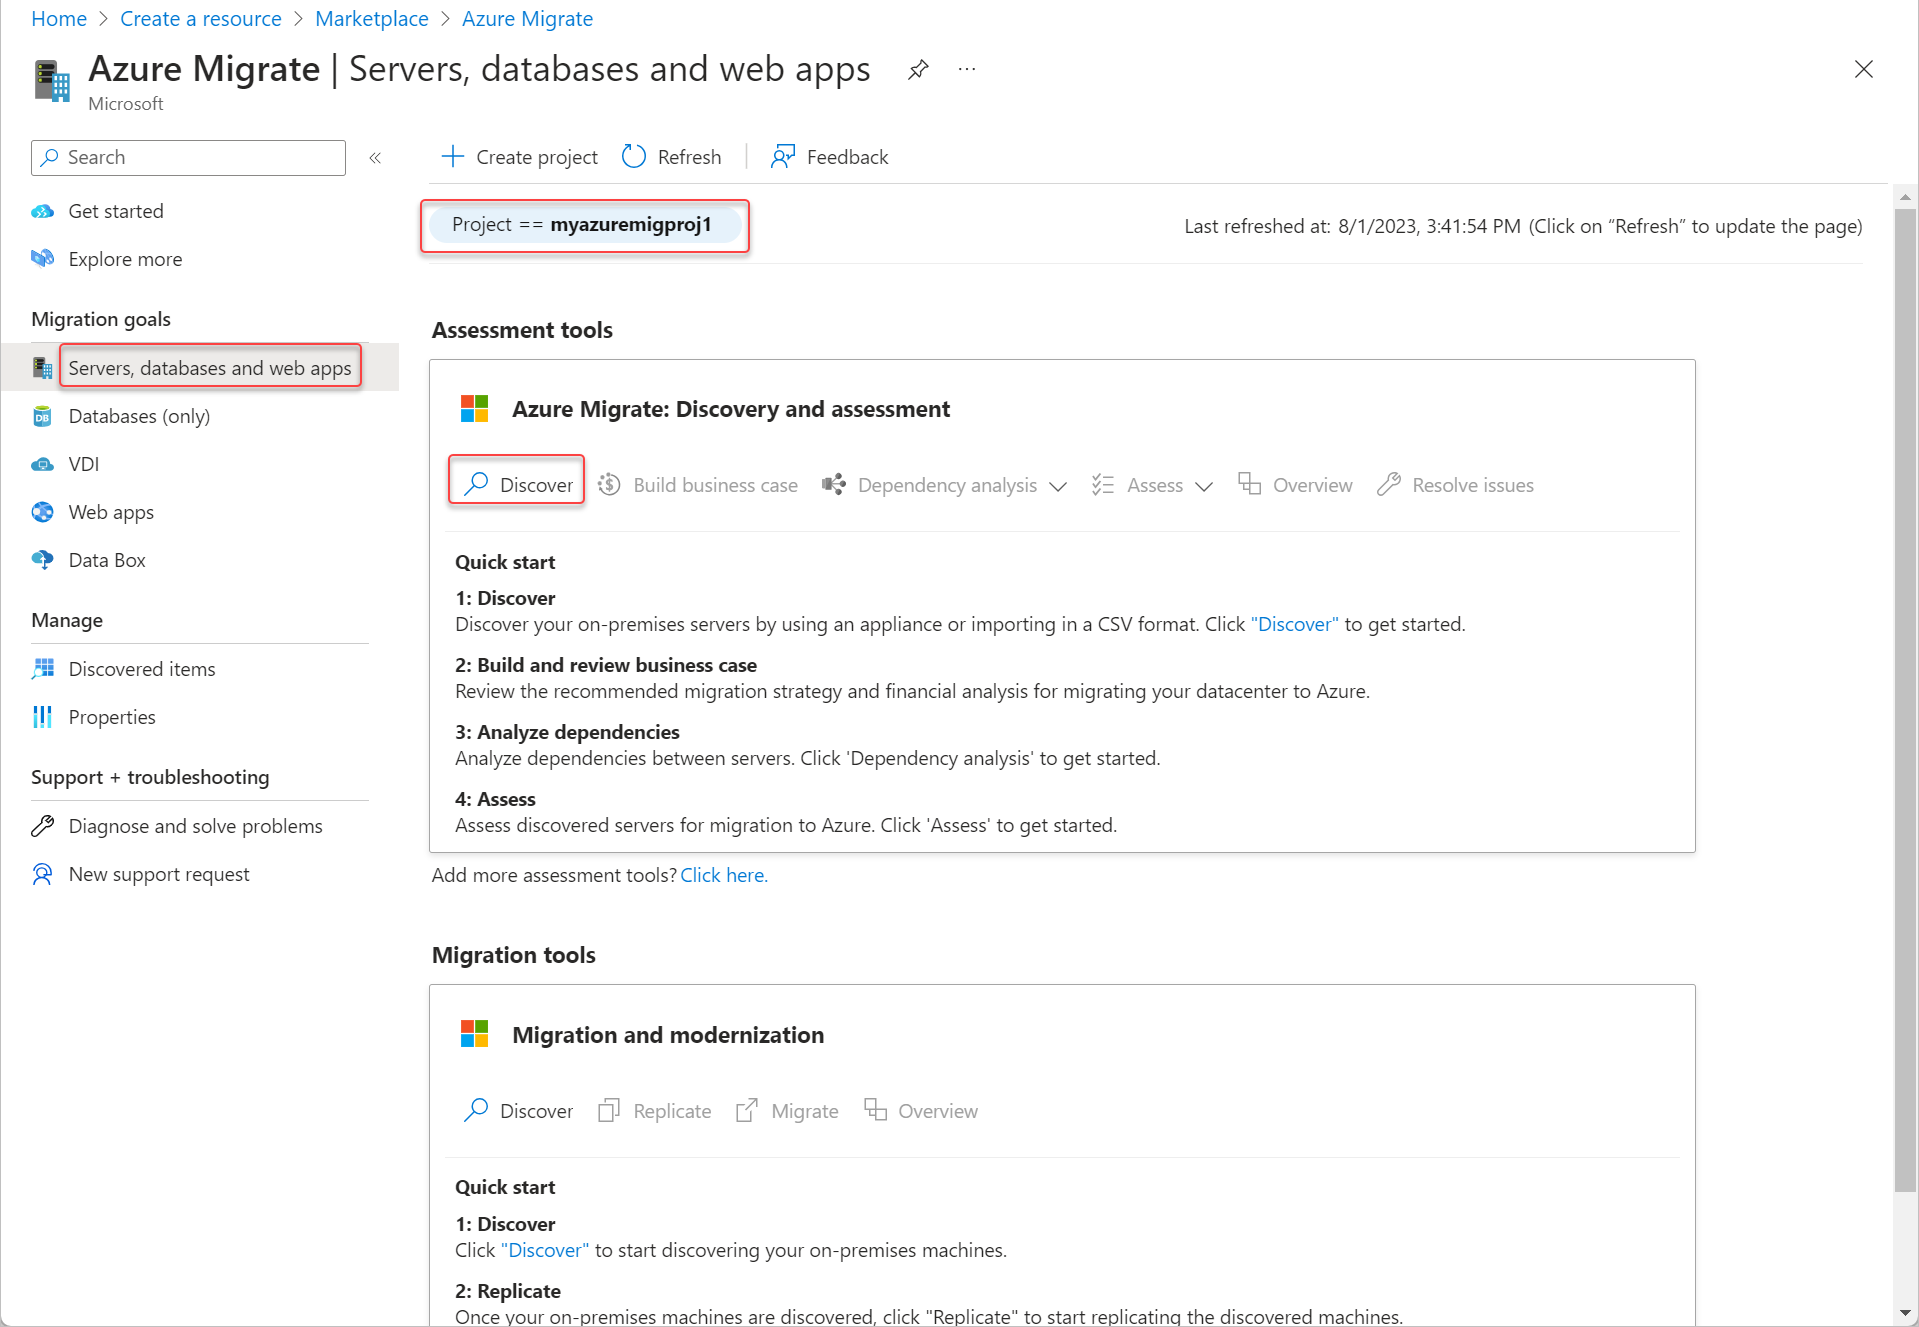 Home > Create a resource > Marketplace > Azure Migrate
Azure Migrate | Servers, databases and web apps
Microsoft
Search
Get started
Explore more
Migration goals
Servers, databases and web apps
Databases (only)
VDI
Web apps
Data Box
Manage
Discovered items
Properties
Support + troubleshooting
Diagnose and solve problems
New support request
Create project
Refresh
Feedback
Project == myazuremigproj1
Last refreshed at: 8/1/2023, 3:41:54 PM (Click on “Refresh” to update the page)
Assessment tools
Azure Migrate: Discovery and assessment
Discover
Build business case
Dependency analysis
Assess
Overview
Resolve issues
Quick start
1: Discover
Discover your on-premises servers by using an appliance or importing in a CSV format. Click "Discover" to get started.
2: Build and review business case
Review the recommended migration strategy and financial analysis for migrating your datacenter to Azure.
3: Analyze dependencies
Analyze dependencies between servers. Click 'Dependency analysis' to get started.
4: Assess
Assess discovered servers for migration to Azure. Click 'Assess' to get started.
Add more assessment tools? Click here.
Migration tools
Migration and modernization
Discover
Replicate
Migrate
Overview
Quick start
1: Discover
Click "Discover" to start discovering your on-premises machines.
2: Replicate
Once your on-premises machines are discovered, click "Replicate" to start replicating the discovered machines.